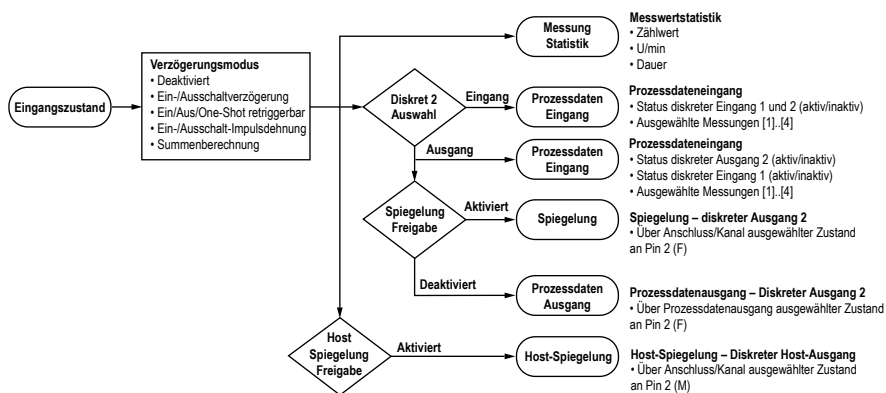 Eingangszustand
Verzögerungsmodus
• Deaktiviert
• Ein-/Ausschaltverzögerung
• Ein/Aus/One-Shot retriggerbar
• Ein-/Ausschalt-Impulsdehnung
• Summenberechnung
Messung
Statistik
Messwertstatistik
• Zählwert
• U/min
• Dauer
Diskret 2
Auswahl
Eingang
Prozessdaten
Eingang
Prozessdateneingang
• Status diskreter Eingang 1 und 2 (aktiv/inaktiv)
• Ausgewählte Messungen [1]..[4]
Ausgang
Prozessdaten
Eingang
Prozessdateneingang
• Status diskreter Ausgang 2 (aktiv/inaktiv)
• Status diskreter Eingang 1 (aktiv/inaktiv)
• Ausgewählte Messungen [1]..[4]
Spiegelung
Freigabe
Aktiviert
Spiegelung
Spiegelung – diskreter Ausgang 2
• Über Anschluss/Kanal ausgewählter Zustand
an Pin 2 (F)
Deaktiviert
Prozessdaten
Ausgang
Prozessdatenausgang – Diskreter Ausgang 2
• Über Prozessdatenausgang ausgewählter Zustand
an Pin 2 (F)
Host
Spiegelung
Freigabe
Aktiviert
Host-Spiegelung
Host-Spiegelung – Diskreter Host-Ausgang
• Über Anschluss/Kanal ausgewählter Zustand
an Pin 2 (M)